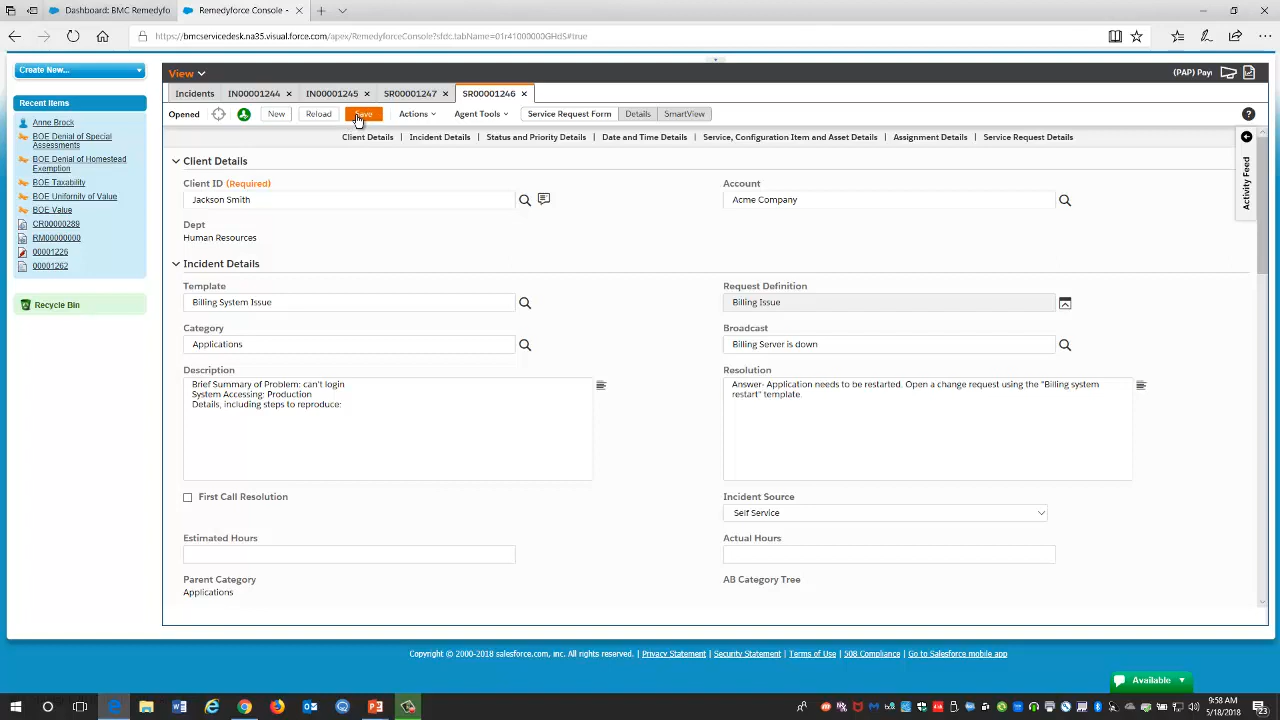 Dashboard: BMC Remedyfo
Remedyforce Console -
https://bmcservicedesk.na35.visual.force.com/apex/RemedyforceConsole?sfdc.tabName=01r41000000GHdS#true
Create New...
Recent Items
Anne Brock
BOE Denial of Special
Assessments
BOE Denial of Homestead
Exemption
BOE Taxability
BOE Uniformity of Value
BOE Value
CR00000289
RM00000000
00001226
00001262
Recycle Bin
View
(PAP) Payr
Incidents
IN00001244
IN00001245
SR00001247
SR00001246
Opened
New
Reload
Save
Actions
Agent Tools
Service Request Form
Details
SmartView
Client Details | Incident Details | Status and Priority Details | Date and Time Details | Service, Configuration Item and Asset Details | Assignment Details | Service Request Details
Activity Feed
Client Details
Client ID (Required)
Account
Jackson Smith
Acme Company
Dept
Human Resources
Incident Details
Template
Request Definition
Billing System Issue
Billing Issue
Category
Broadcast
Applications
Billing Server is down
Description
Resolution
Brief Summary of Problem: can't login
System Accessing: Production
Details, including steps to reproduce:
Answer- Application needs to be restarted. Open a change request using the "Billing system
restart" template.
First Call Resolution
Incident Source
Self Service
Estimated Hours
Actual Hours
Parent Category
AB Category Tree
Applications
Copyright © 2000-2018 salesforce.com, inc. All rights reserved. | Privacy Statement | Security Statement | Terms of Use | 508 Compliance | Go to Salesforce mobile app
Available
9:58 AM
5/18/2018